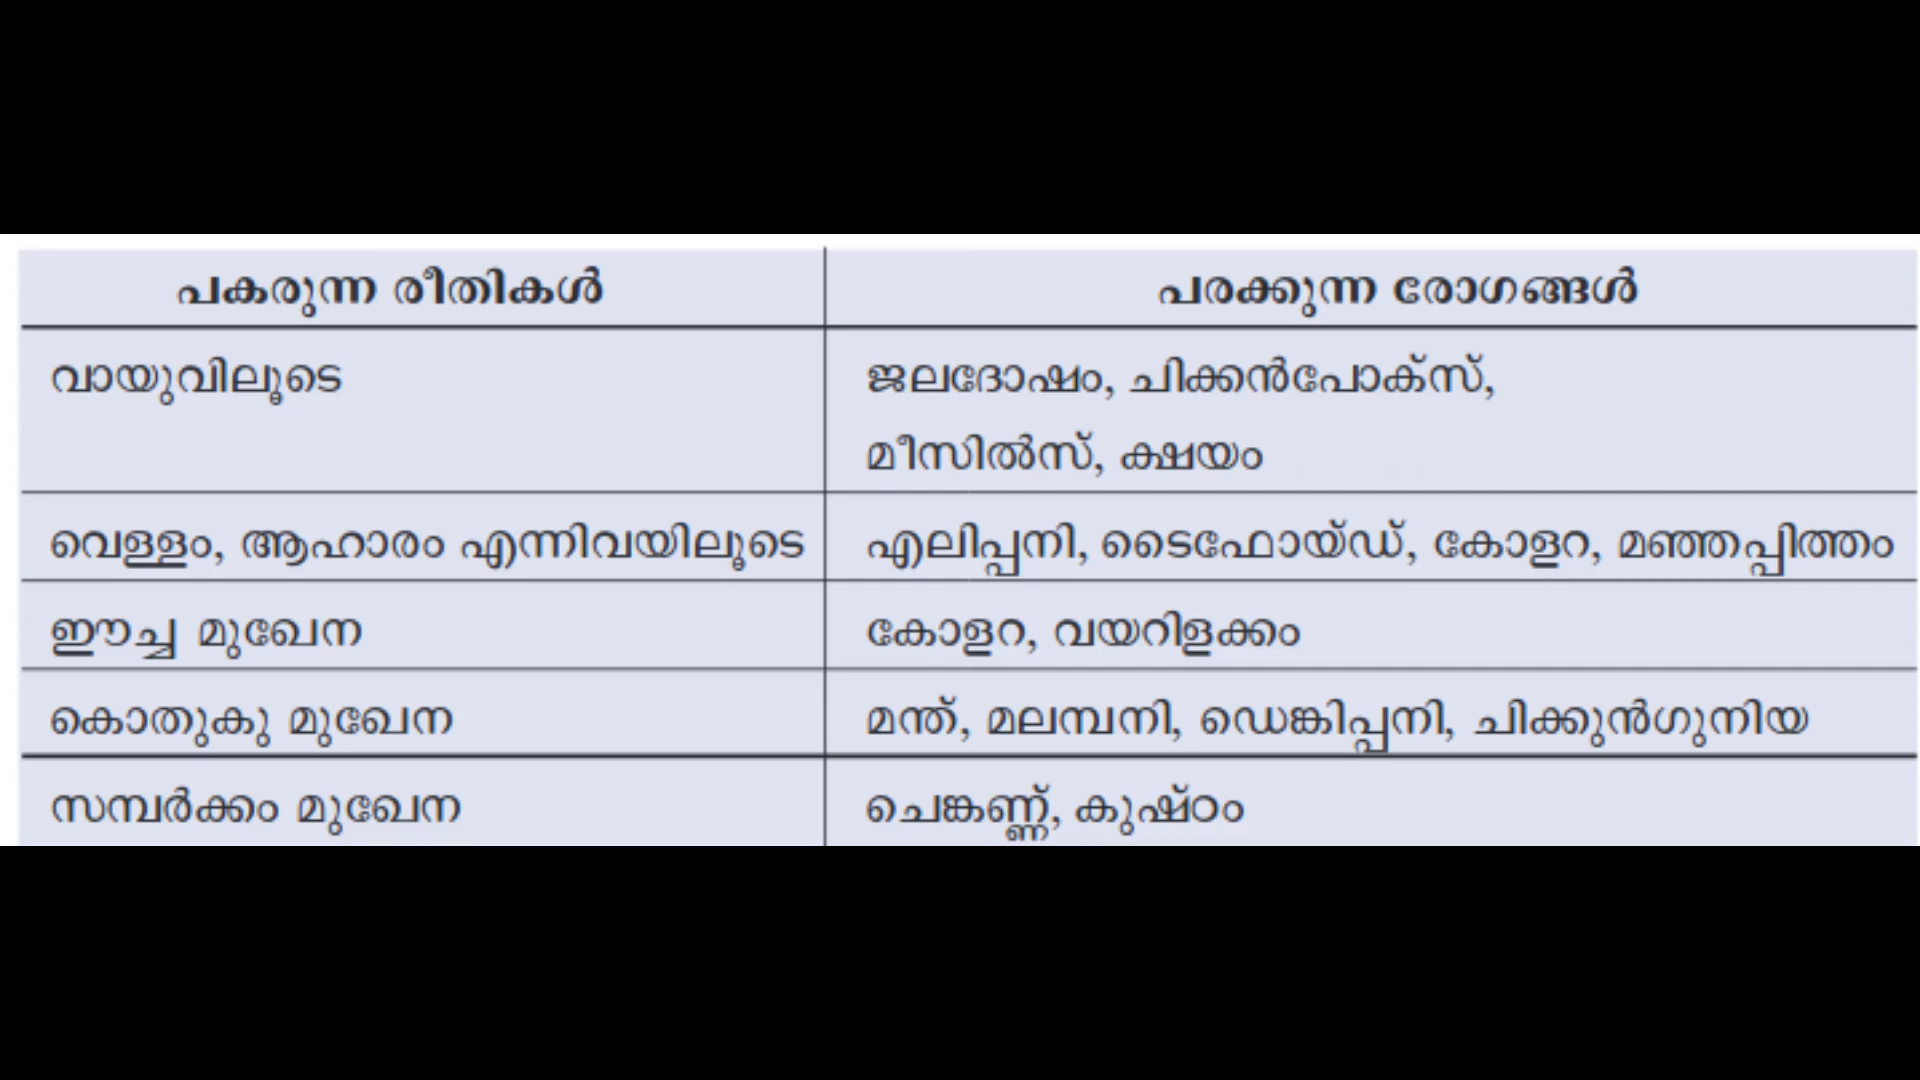 പകരുന്ന രീതികൾ പരക്കുന്ന രോഗങ്ങൾ
വായുവിലൂടെ ജലദോഷം, ചിക്കൻപോക്സ്,
മീസിൽസ്, ക്ഷയം
വെള്ളം, ആഹാരം എന്നിവയിലൂടെ എലിപ്പനി, ടൈഫോയ്ഡ്, കോളറ, മഞ്ഞപ്പിത്തം
ഈച്ച മുഖേന കോളറ, വയറിളക്കം
കൊതുകു മുഖേന മന്ത്, മലമ്പനി, ഡെങ്കിപ്പനി, ചിക്കുൻഗുനിയ
സമ്പർക്കം മുഖേന ചെങ്കണ്ണ്, കുഷ്ഠം